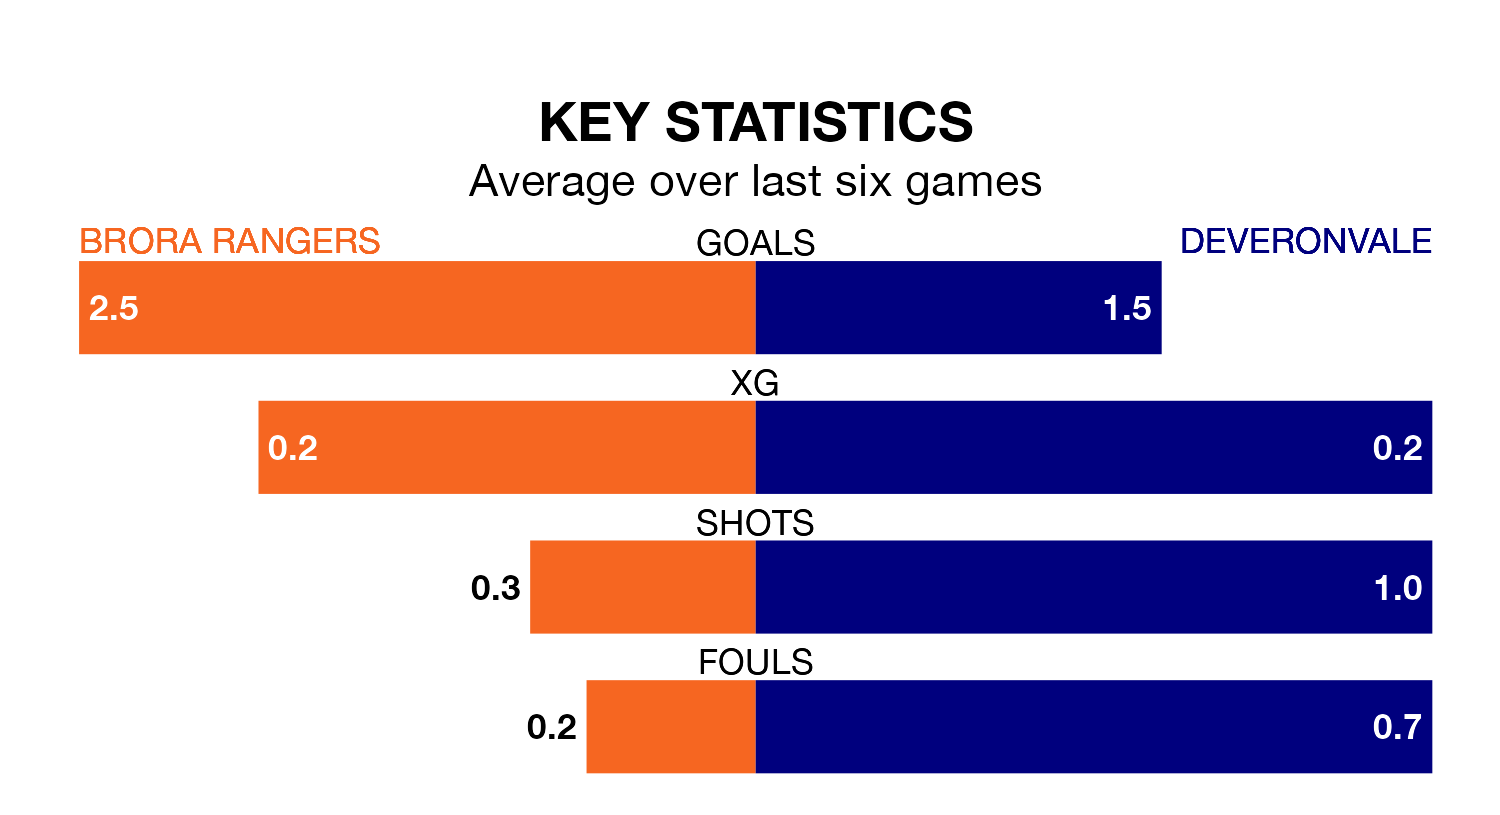 KEY STATISTICS
Average over last six games
BRORA RANGERS GOALS DEVERONVALE
2.5 1.5
XG
0.2 0.2
SHOTS
0.3 1.0
FOULS
0.2 0.7